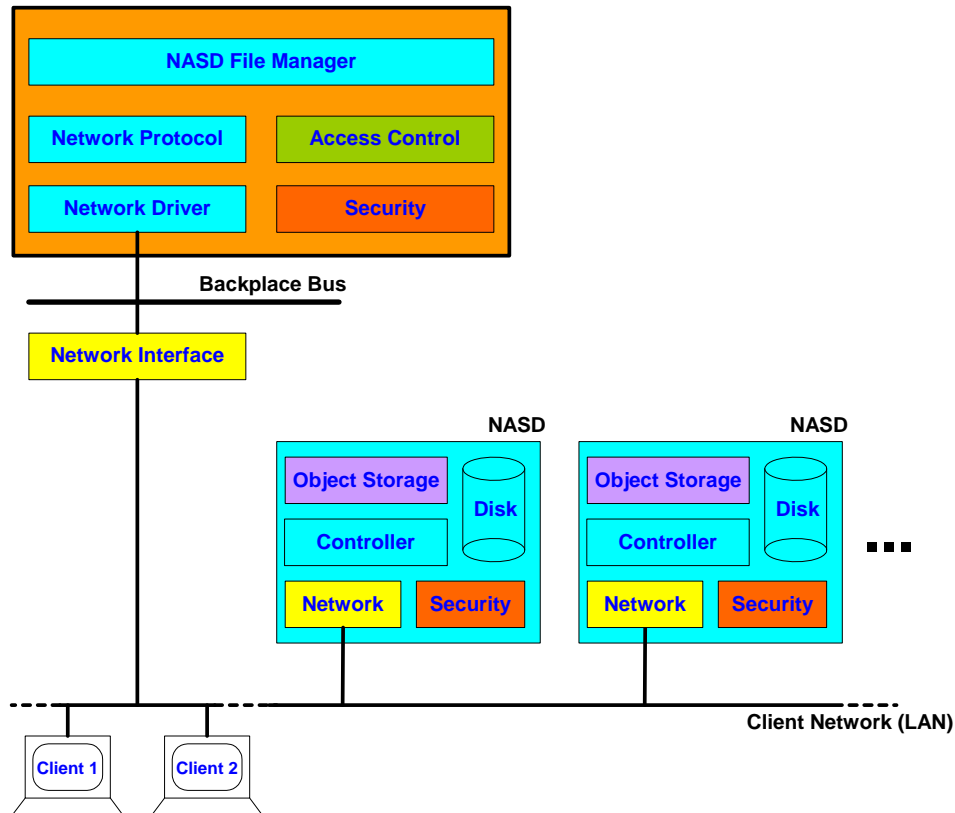 NASD File Manager
Network Protocol
Access Control
Network Driver
Security
Backplace Bus
Network Interface
NASD
NASD
Object Storage
Disk
Controller
Network
Security
Object Storage
Disk
Controller
Network
Security
Client Network (LAN)
Client 1
Client 2